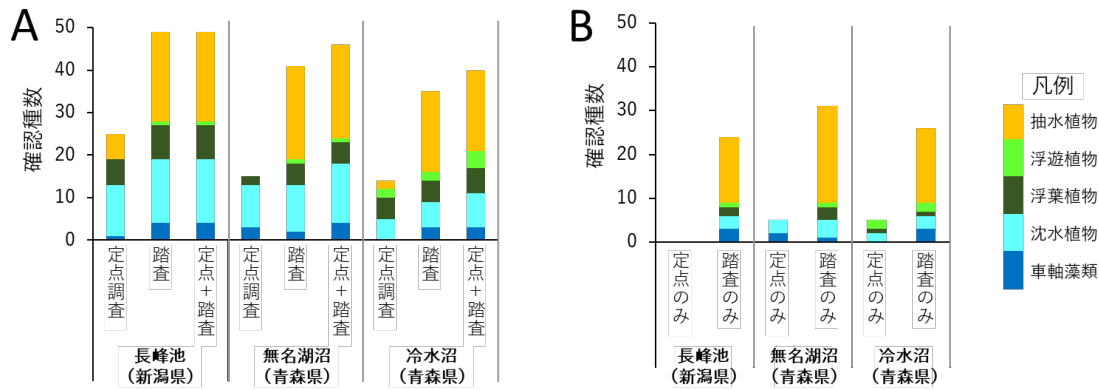 A
確認種数
50
40
30
20
10
0
定点調査
踏査
定点＋踏査
定点調査
踏査
定点＋踏査
定点調査
踏査
定点＋踏査
長峰池
（新潟県）
無名湖沼
（青森県）
冷水沼
（青森県）
B
確認種数
50
40
30
20
10
0
定点のみ
踏査のみ
定点のみ
踏査のみ
定点のみ
踏査のみ
長峰池
（新潟県）
無名湖沼
（青森県）
冷水沼
（青森県）
凡例
抽水植物
浮遊植物
浮葉植物
沈水植物
車軸藻類